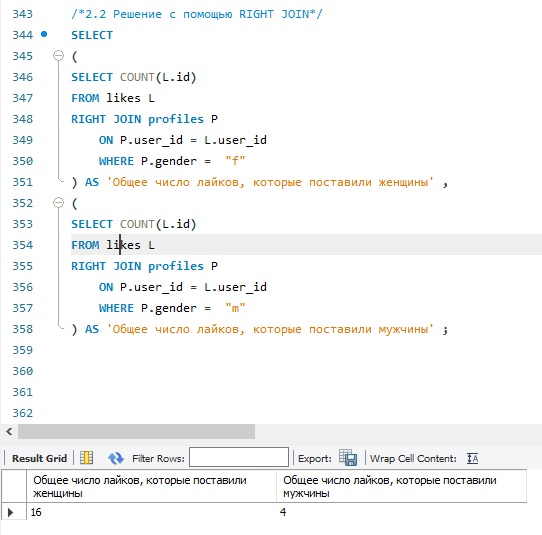 343 /*2.2 Решение с помощью RIGHT JOIN*/
344 SELECT
345 (
346 SELECT COUNT(L.id)
347 FROM likes L
348 RIGHT JOIN profiles P
349 ON P.user_id = L.user_id
350 WHERE P.gender = "f"
351 ) AS 'Общее число лайков, которые поставили женщины' ,
352 (
353 SELECT COUNT(L.id)
354 FROM likes L
355 RIGHT JOIN profiles P
356 ON P.user_id = L.user_id
357 WHERE P.gender = "m"
358 ) AS 'Общее число лайков, которые поставили мужчины' ;
359
360
361
362
Result Grid Filter Rows: Export: Wrap Cell Content:
Общее число лайков, которые поставили женщины
Общее число лайков, которые поставили мужчины
16 4